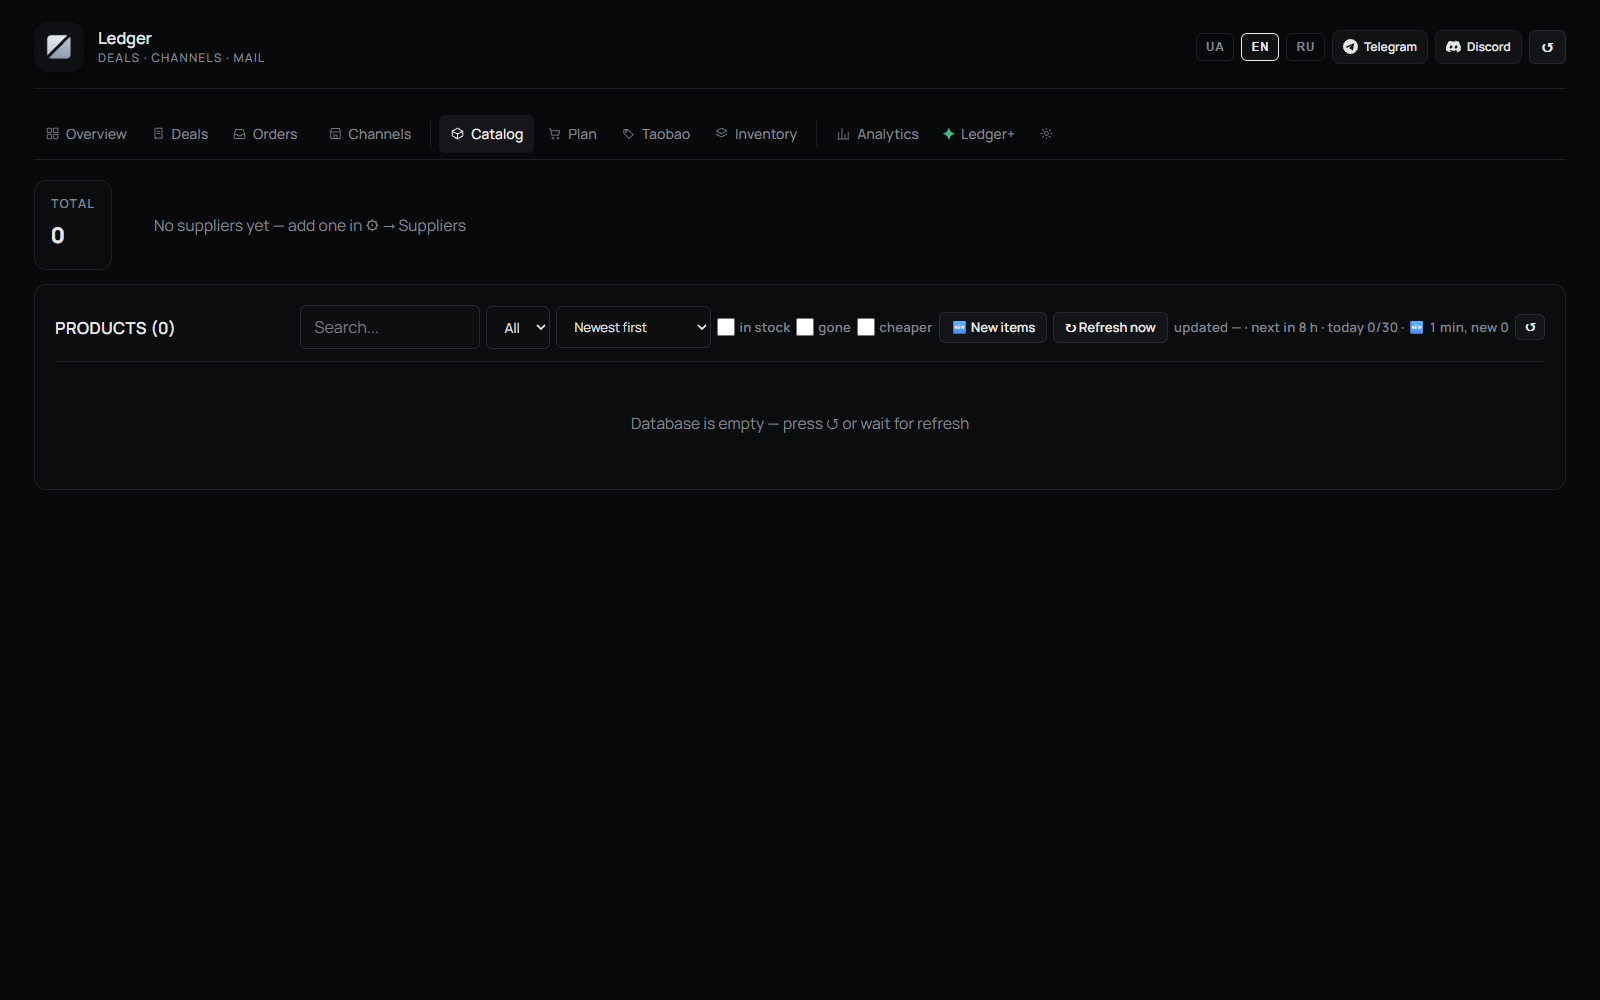 Ledger
DEALS · CHANNELS · MAIL
UA EN RU Telegram Discord ↺
Overview Deals Orders Channels Catalog Plan Taobao Inventory Analytics Ledger+
TOTAL
0
No suppliers yet — add one in ⚙ → Suppliers
PRODUCTS (0) Search... All Newest first in stock gone cheaper 🆕 New items ↻ Refresh now updated — · next in 8 h · today 0/30 · 🆕 1 min, new 0 ↺
Database is empty — press ↺ or wait for refresh